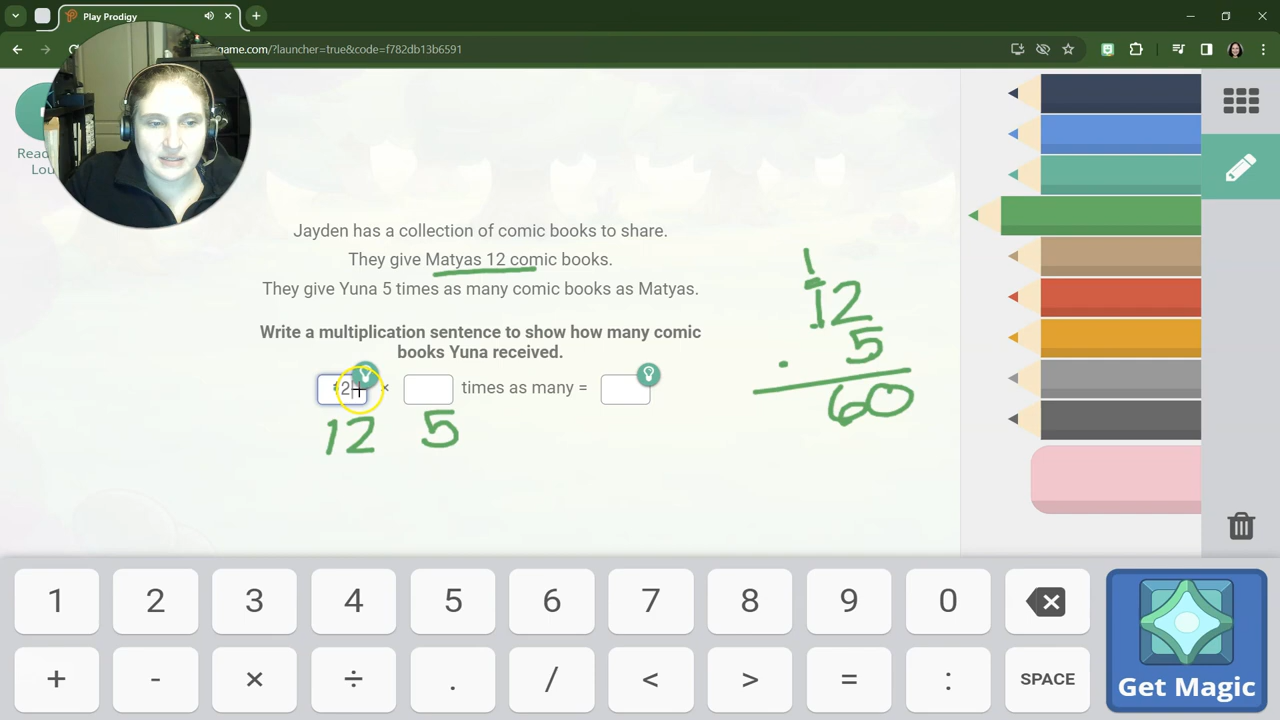 Play Prodigy
game.com/?launcher=true&code=f782db13b6591
Read
Lou
Jayden has a collection of comic books to share.
They give Matyas 12 comic books.
They give Yuna 5 times as many comic books as Matyas.
Write a multiplication sentence to show how many comic
books Yuna received.
12 × times as many =
12 5
1
12
. 5
60
1 2 3 4 5 6 7 8 9 0
+ - × ÷ . / < > = : SPACE
Get Magic